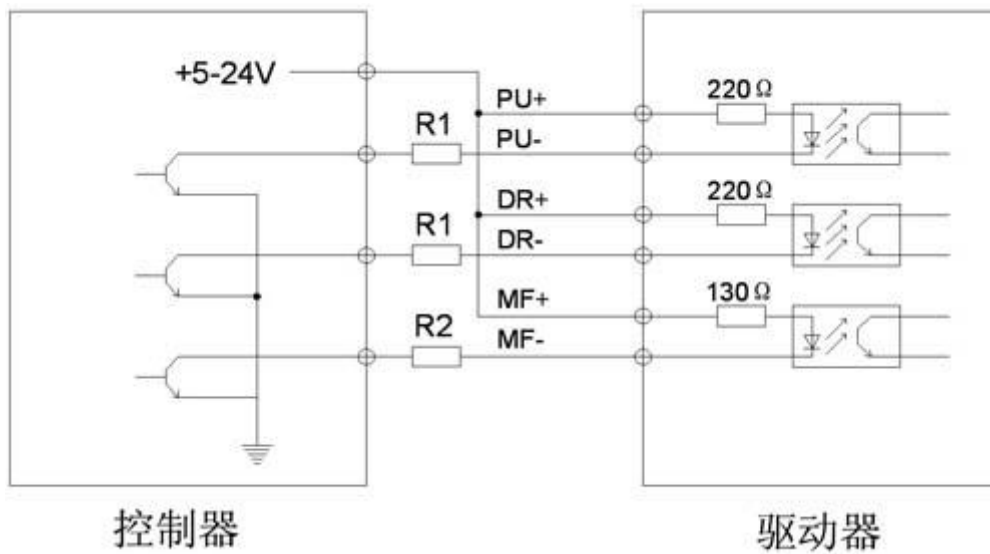 +5-24V
PU+
220Ω
R1
PU-
DR+
220Ω
R1
DR-
MF+
130Ω
R2
MF-
控制器
驱动器